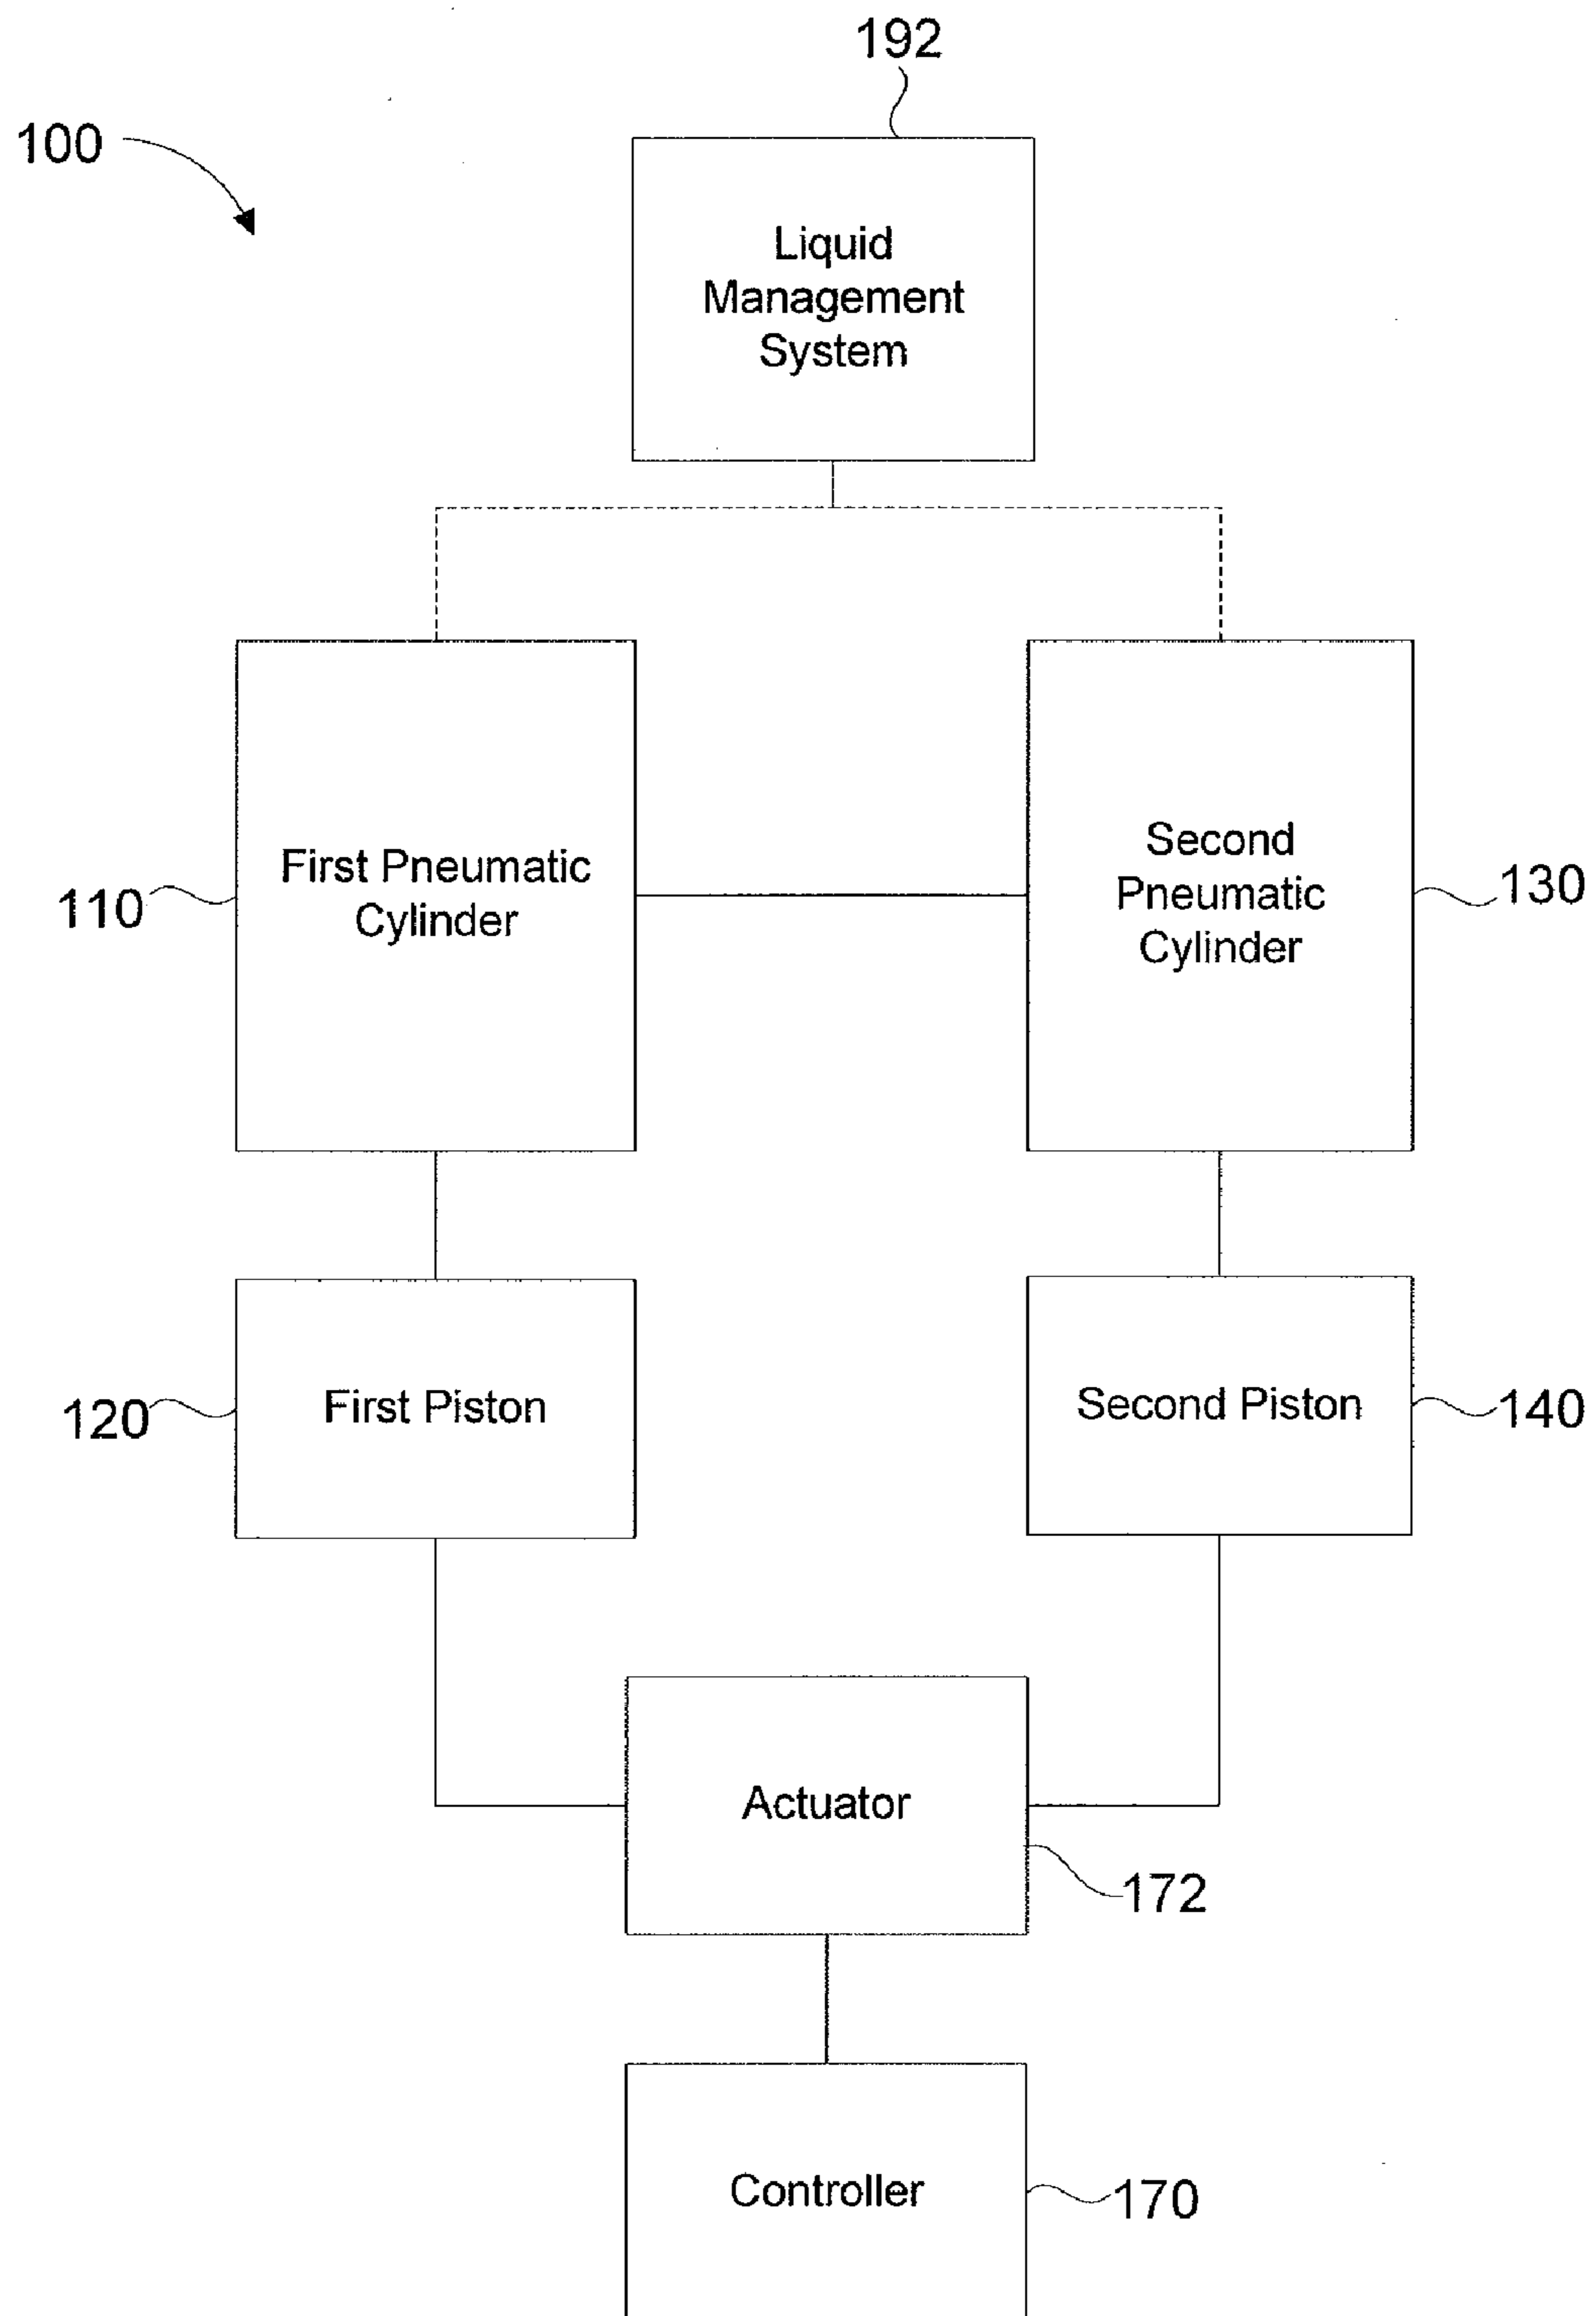 192
100
Liquid
Management
System
First Pneumatic
Cylinder
110
Second
Pneumatic
Cylinder
130
First Piston
120
Second Piston
140
Actuator
172
Controller
170